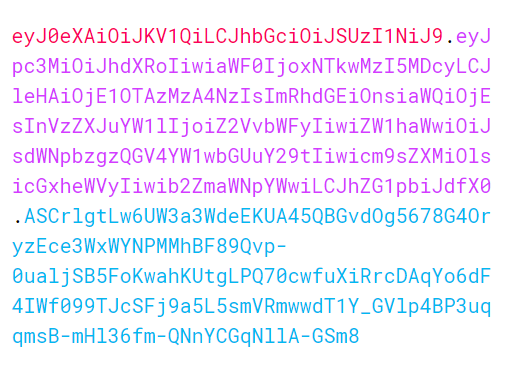 eyJ0eXAiOiJKV1QiLCJhbGciOiJSUzI1NiJ9.eyJ
pc3MiOiJhdXRoIiwiaWF0IjoxNTkwMzI5MDcyLCJ
leHAiOjE1OTAzMzA4NzIsImRhdGEiOnsiaWQiOjE
sInVzZXJuYW1lIjoiZ2VvbWFyIiwiZW1haWwiOiJ
sdWNpbzgzQGV4YW1wbGUuY29tIiwicm9sZXMiOls
icGxheWVyIiwib2ZmaWNpYWwiLCJhZG1pbiJdfX0
.ASCrlgtLw6UW3a3WdeEKUA45QBGvdOg5678G4Or
yzEce3WxWYNPMMhBF89Qvp-
0ualjSB5FoKwahKUtgLPQ70cwfuXiRrcDAqYo6dF
4IWf099TJcSFj9a5L5smVRmwwdT1Y_GVlp4BP3uq
qmsB-mHl36fm-QNnYCGqNllA-GSm8